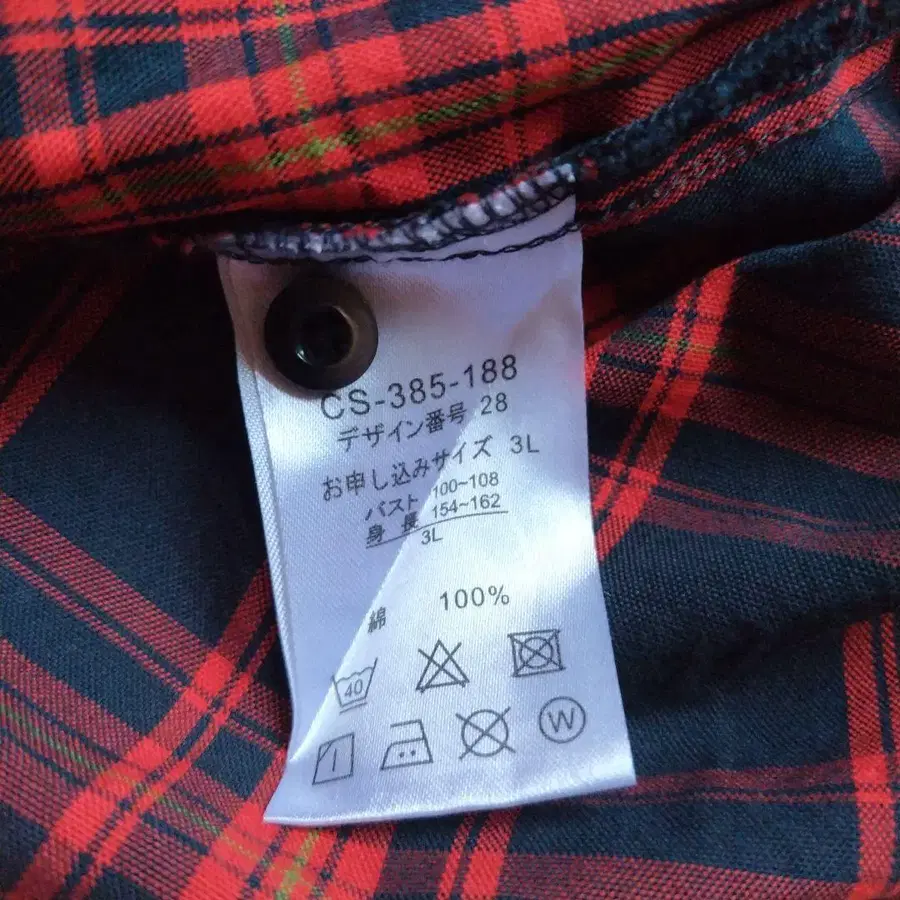 CS-385-188
デザイン番号 28
お申し込みサイズ 3L
バスト 100~108
身長 154~162
3L
綿 100%
40
W